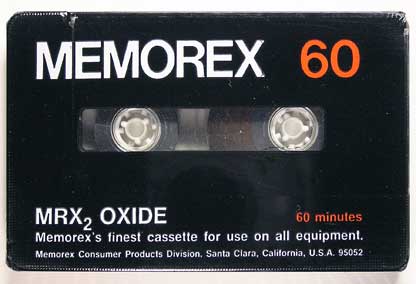 MEMOREX 60
MRX₂ OXIDE 60 minutes
Memorex's finest cassette for use on all equipment.
Memorex Consumer Products Division, Santa Clara, California, U.S.A. 95052